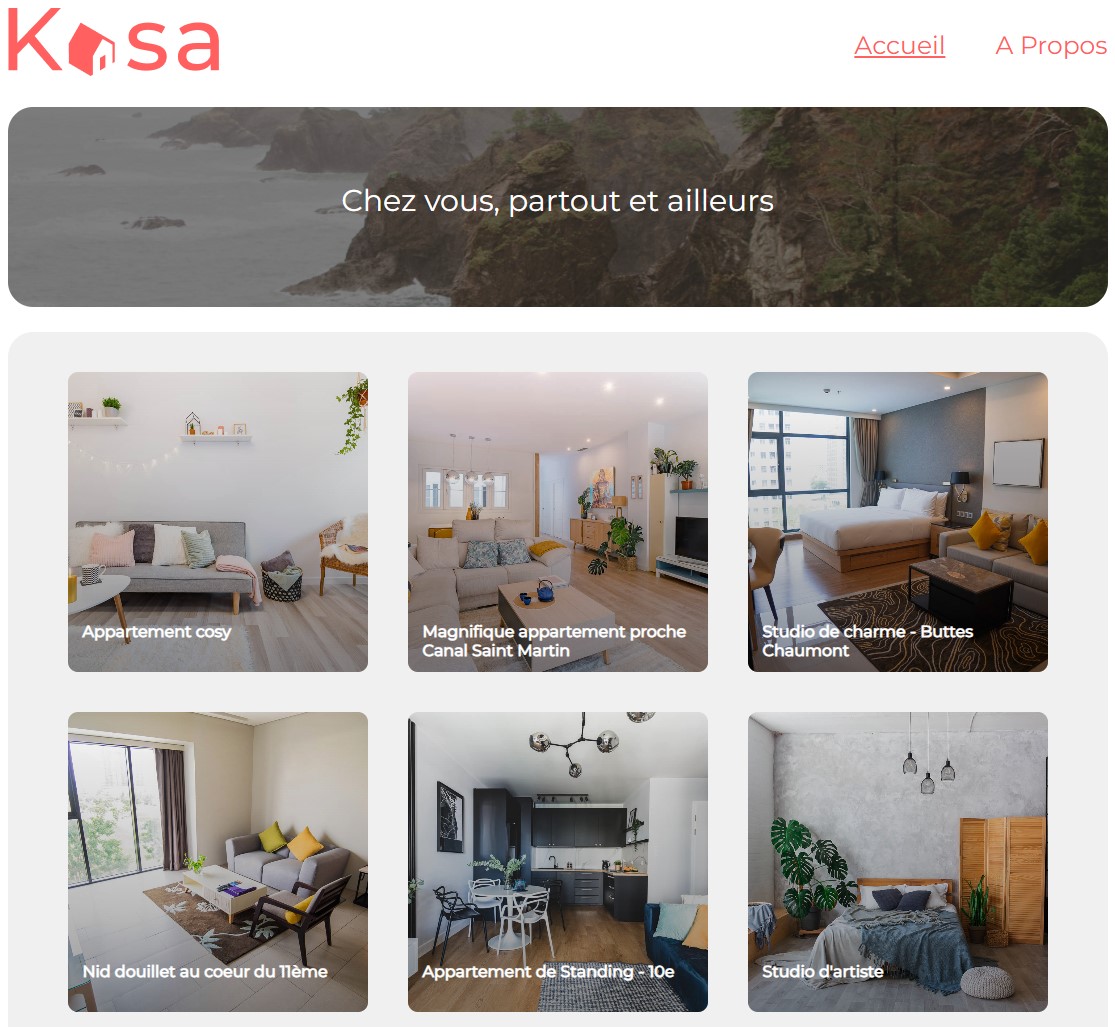 Kasa
Accueil
A Propos
Chez vous, partout et ailleurs
Appartement cosy
Magnifique appartement proche
Canal Saint Martin
Studio de charme - Buttes
Chaumont
Nid douillet au coeur du 11ème
Appartement de Standing - 10e
Studio d'artiste